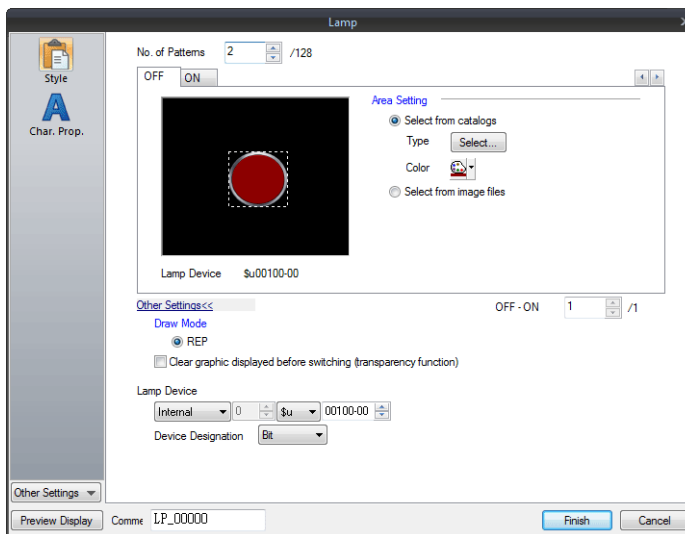 Lamp
Style
A
Char. Prop.
No. of Patterns 2 /128
OFF ON
Area Setting
Select from catalogs
Type Select...
Color
Select from image files
Lamp Device $u00100-00
Other Settings<<
OFF - ON 1 /1
Draw Mode
REP
Clear graphic displayed before switching (transparency function)
Lamp Device
Internal 0 $u 00100-00
Device Designation Bit
Other Settings
Preview Display Comme LP_00000 Finish Cancel